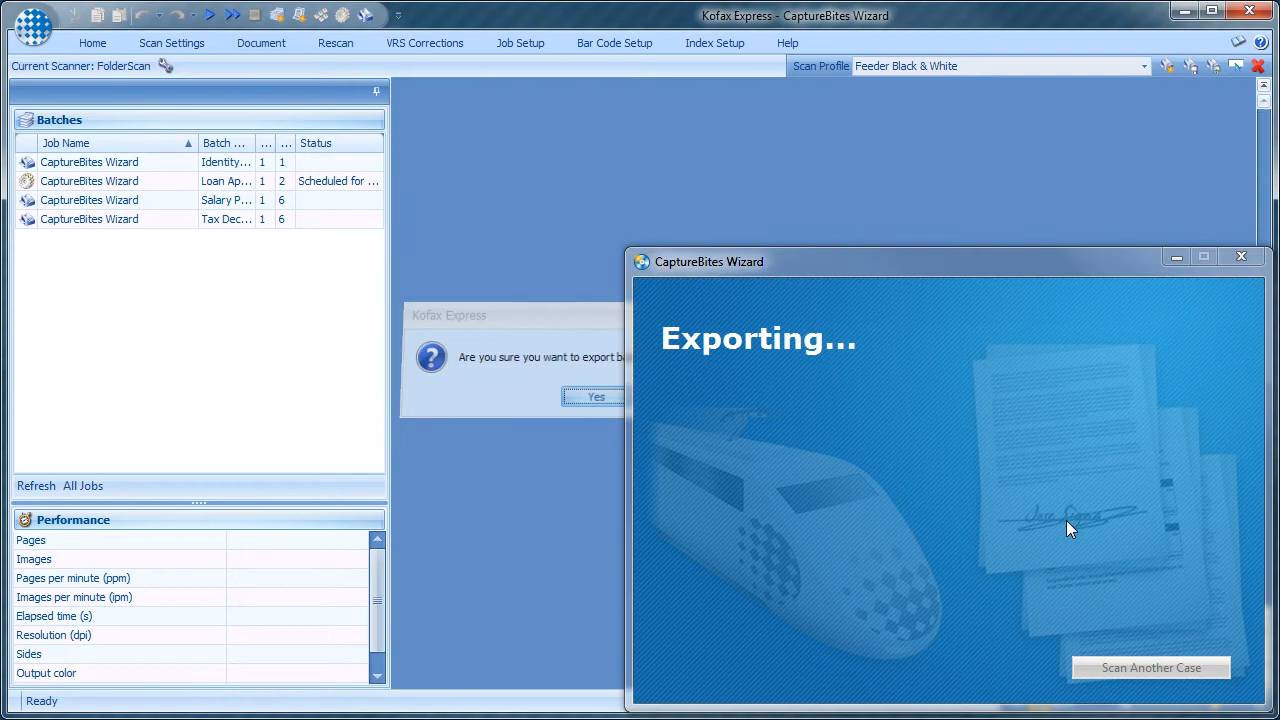 Kofax Express - CaptureBites Wizard
Home Scan Settings Document Rescan VRS Corrections Job Setup Bar Code Setup Index Setup Help
Current Scanner: FolderScan Scan Profile Feeder Black & White
Batches
Job Name Batch ... ... ... Status
CaptureBites Wizard Identity... 1 1
CaptureBites Wizard Loan Ap... 1 2 Scheduled for ...
CaptureBites Wizard Salary P... 1 6
CaptureBites Wizard Tax Dec... 1 6
CaptureBites Wizard
Kofax Express
Exporting...
Are you sure you want to export ba
Yes
Refresh All Jobs
Performance
Pages
Images
Pages per minute (ppm)
Images per minute (ipm)
Elapsed time (s)
Resolution (dpi)
Sides
Output color
Scan Another Case
Ready